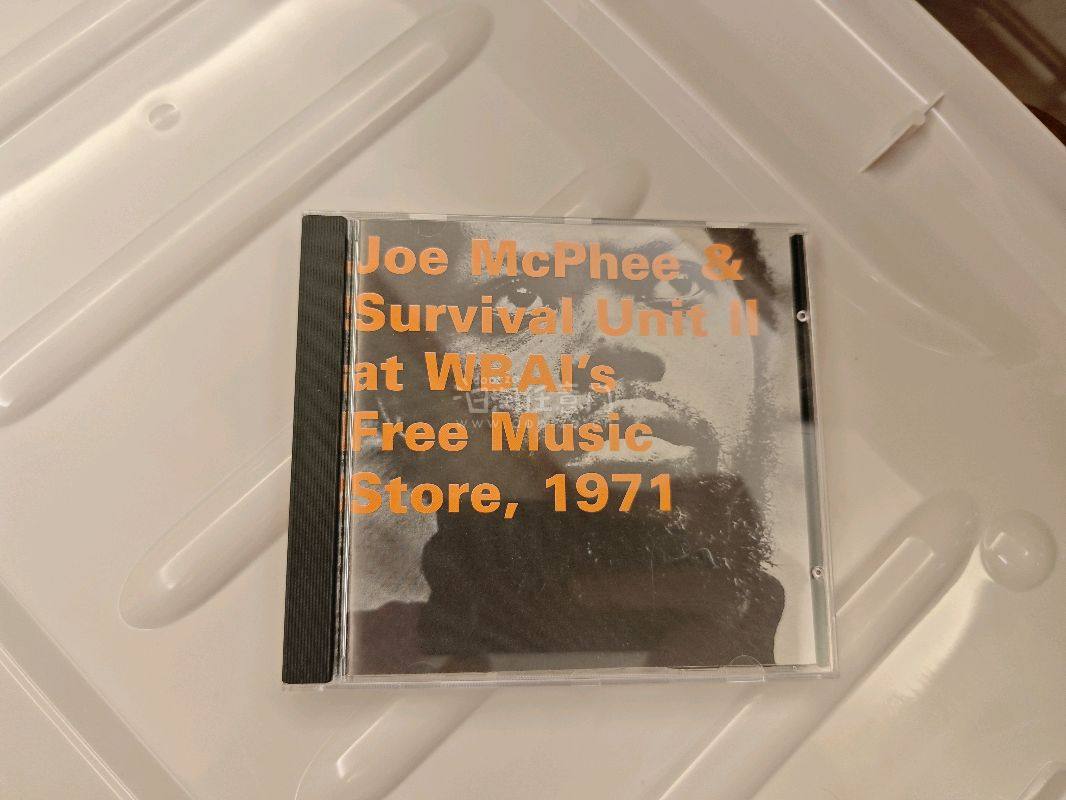 Joe McPhee &
Survival Unit II
at WBAI's
Free Music
Store, 1971